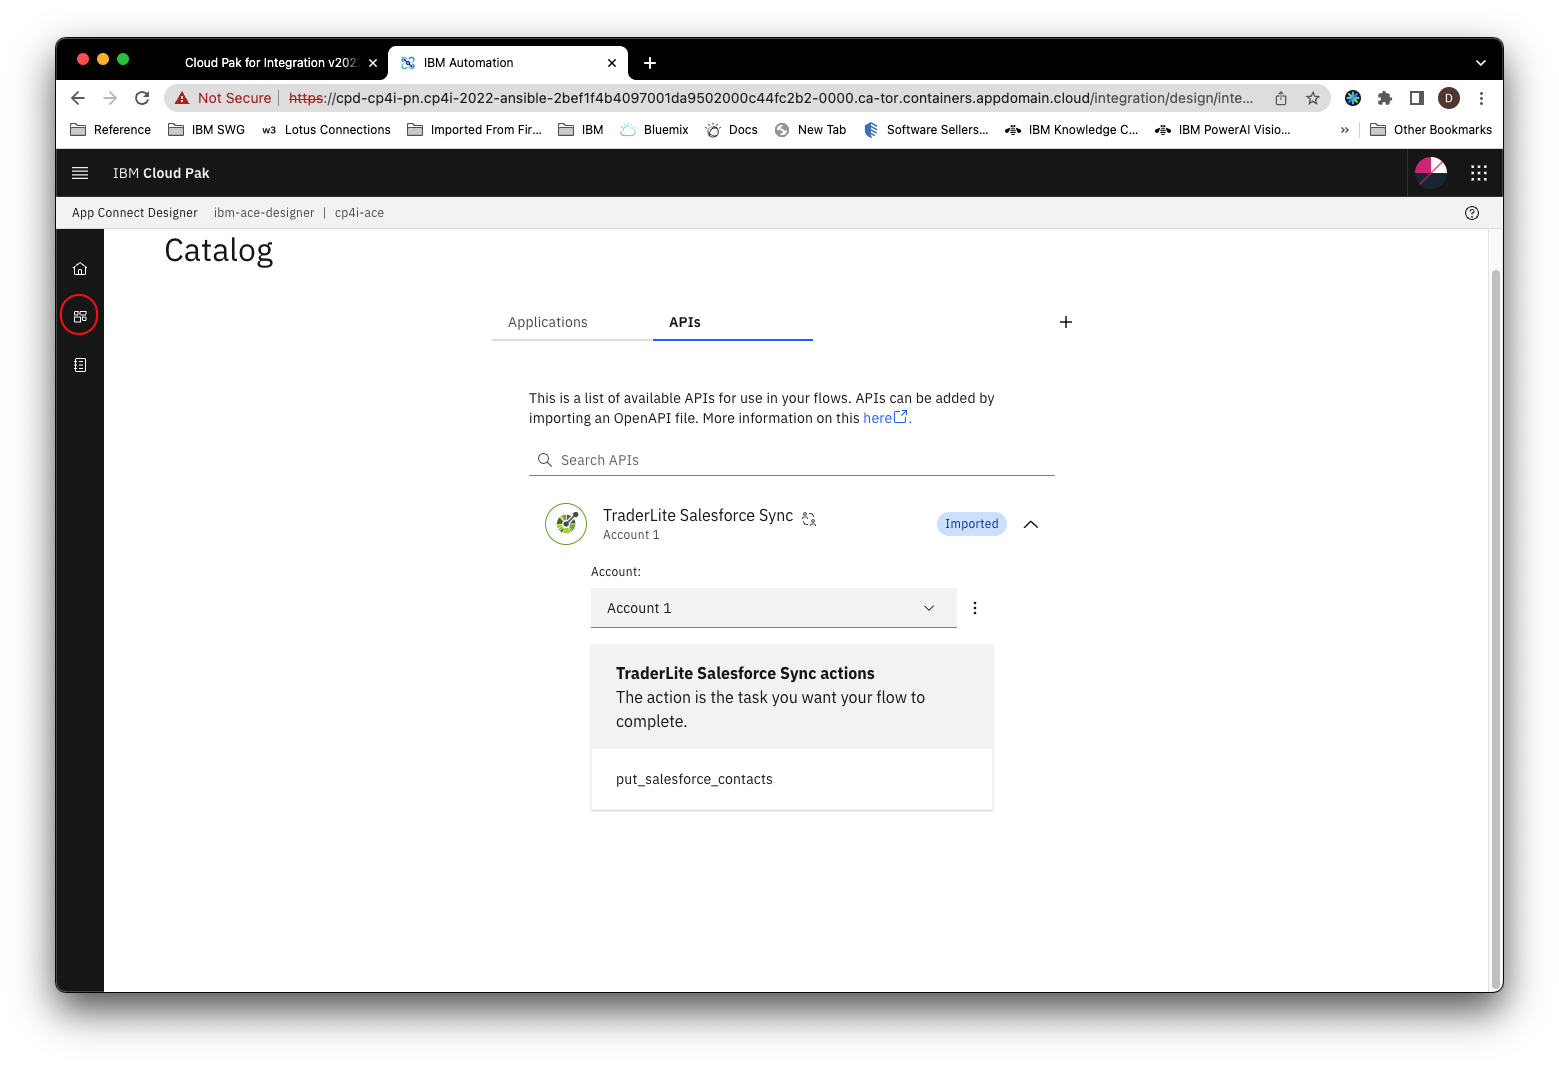 Cloud Pak for Integration v202
IBM Automation
Not Secure
https://cpd-cp4i-pn.cp4i-2022-ansible-2bef1f4b4097001da9502000c44fc2b2-0000.ca-tor.containers.appdomain.cloud/integration/design/inte...
D
Reference
IBM SWG
w3 Lotus Connections
Imported From Fir...
IBM
Bluemix
Docs
New Tab
Software Sellers...
IBM Knowledge C...
IBM PowerAI Visio...
»
Other Bookmarks
IBM Cloud Pak
App Connect Designer ibm-ace-designer | cp4i-ace
Catalog
Applications
APIs
This is a list of available APIs for use in your flows. APIs can be added by
importing an OpenAPI file. More information on this here.
Search APIs
TraderLite Salesforce Sync
Account 1
Imported
Account:
Account 1
TraderLite Salesforce Sync actions
The action is the task you want your flow to
complete.
put_salesforce_contacts